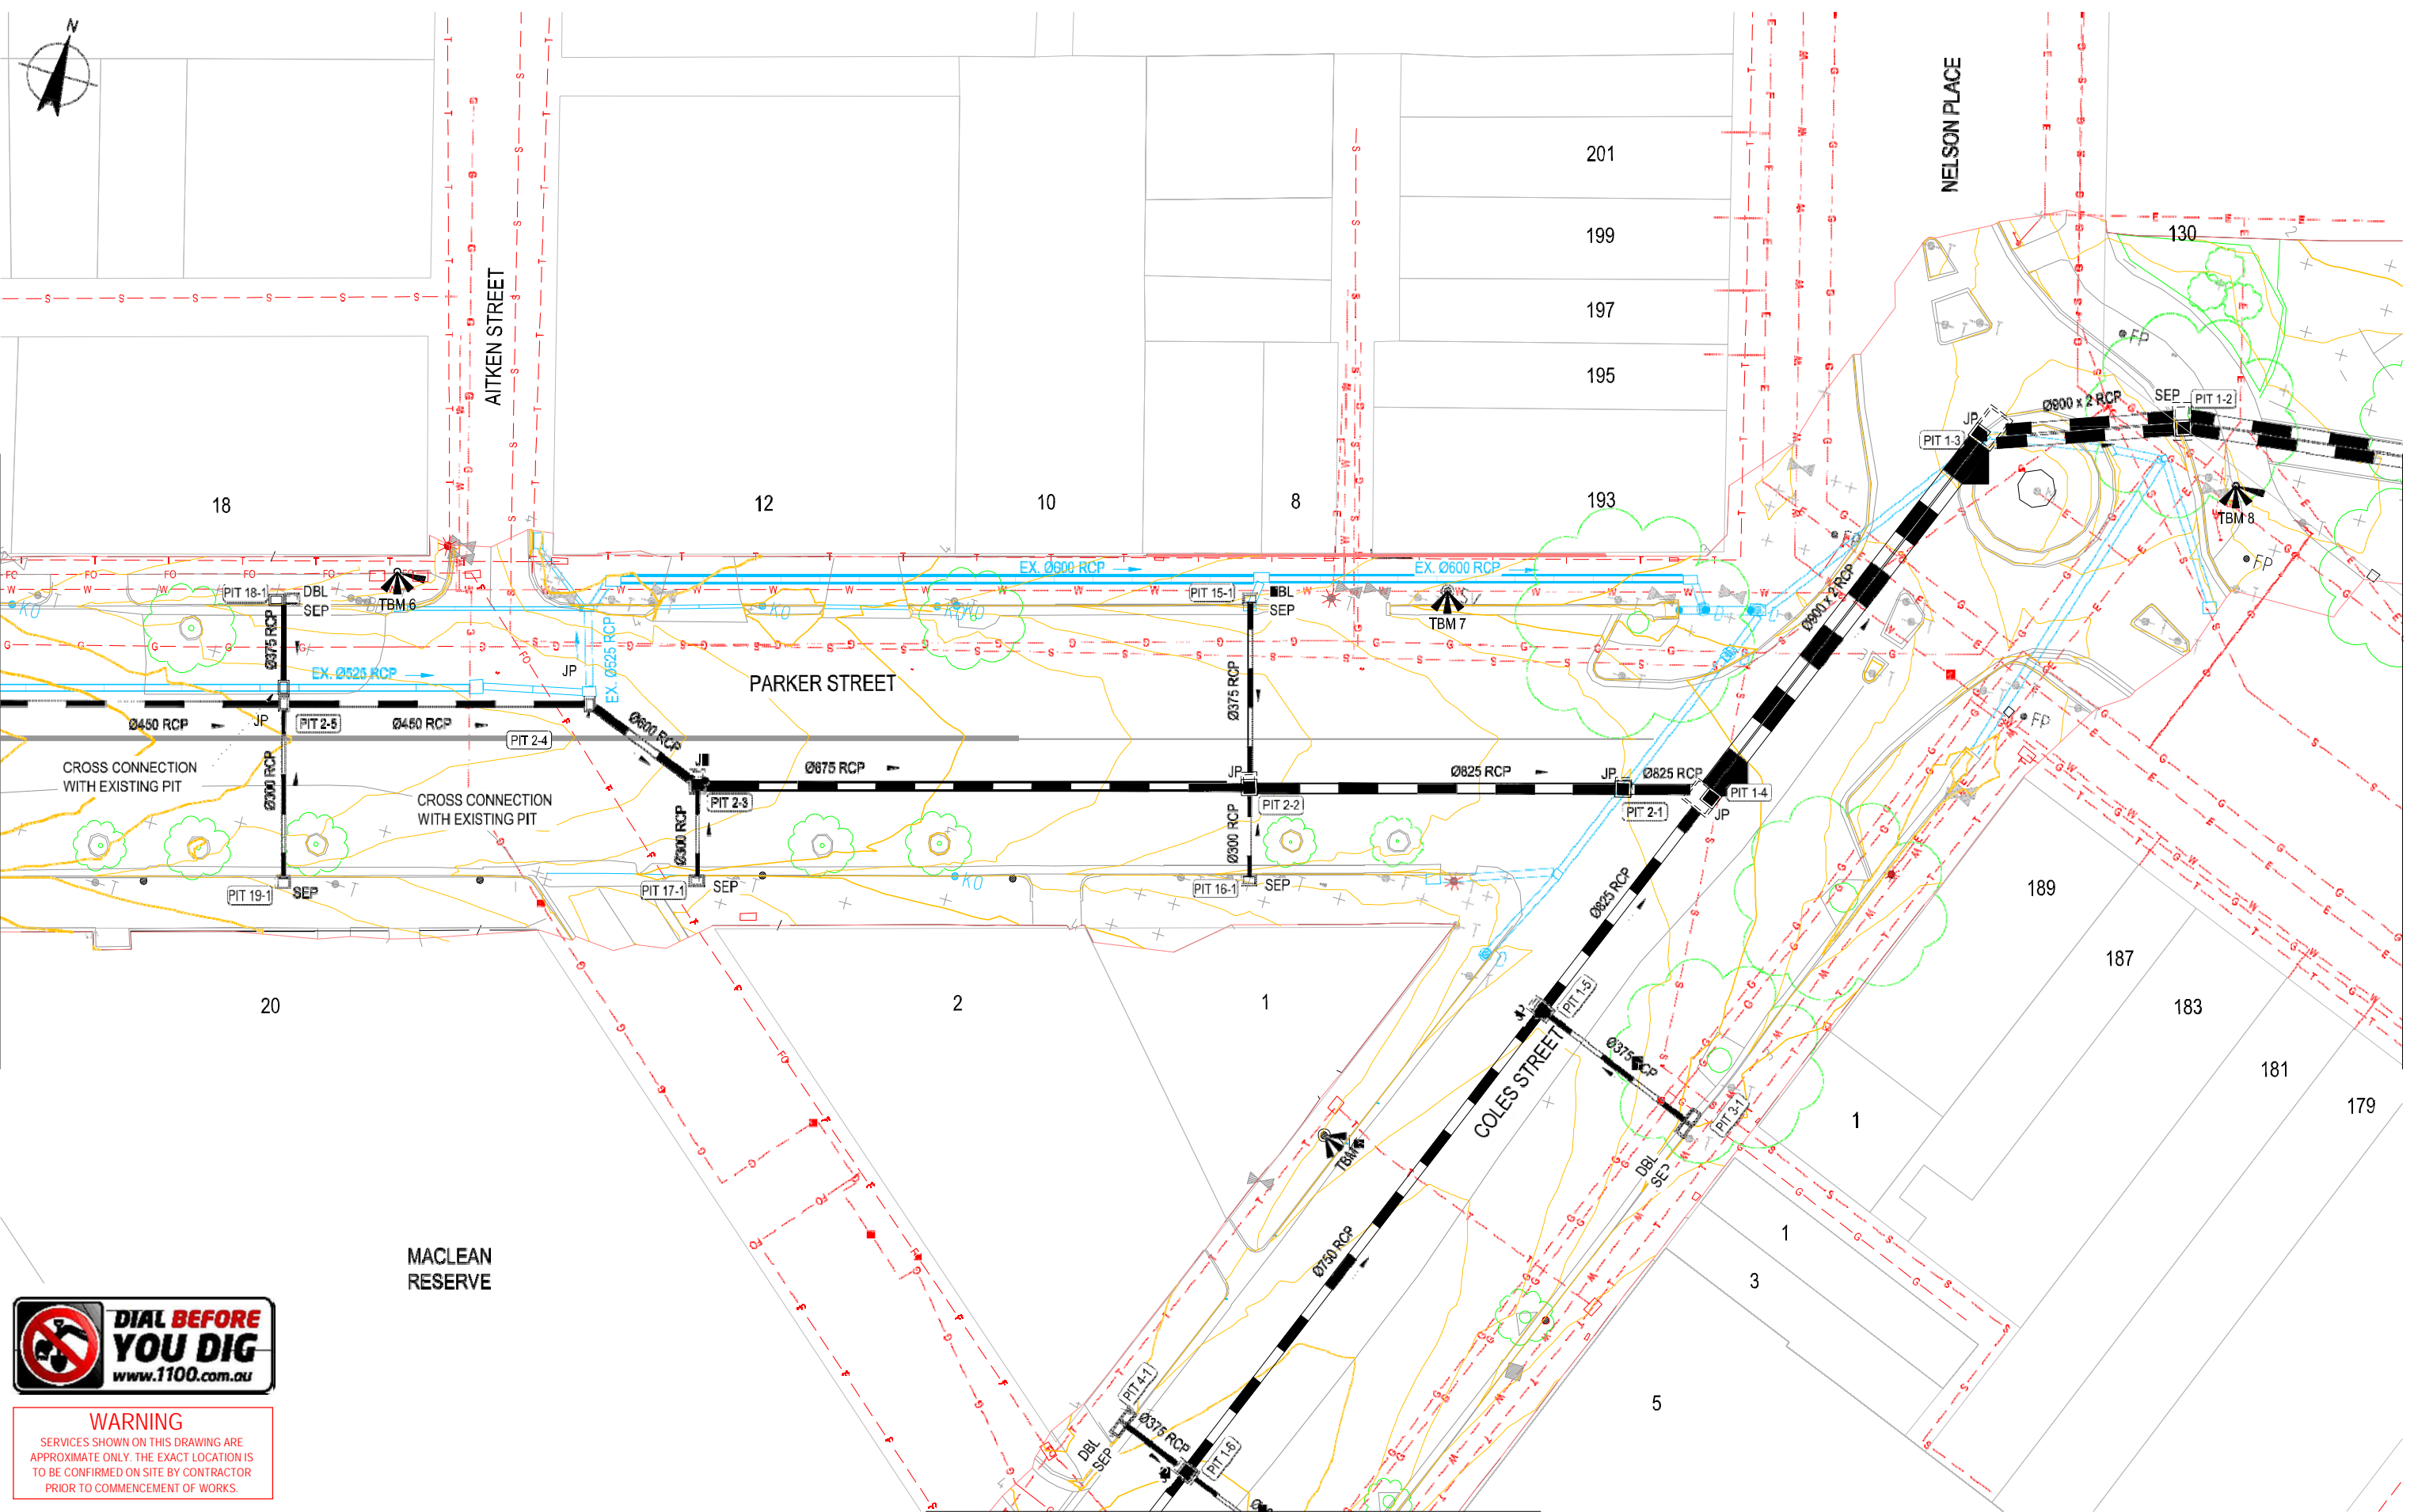 N
NELSON PLACE
AITKEN STREET
201
199
197
195
193
130
18
12
10
8
FP
SEP
PIT 1-2
Ø900 x 2 RCP
JP
PIT 1-3
TBM 8
FP
EX. Ø600 RCP
EX. Ø600 RCP
PIT 18-1
DBL
SEP
TBM 6
KO
KO
PIT 15-1
SEP
TBM 7
Ø900 x 2 RCP
Ø375 RCP
EX. Ø525 RCP
JP
EX. Ø525 RCP
PARKER STREET
Ø375 RCP
FP
Ø450 RCP
JP
PIT 2-5
Ø450 RCP
PIT 2-4
Ø600 RCP
CROSS CONNECTION
WITH EXISTING PIT
Ø300 RCP
CROSS CONNECTION
WITH EXISTING PIT
PIT 2-3
Ø675 RCP
JP
PIT 2-2
Ø825 RCP
JP
Ø825 RCP
PIT 2-1
PIT 1-4
JP
Ø300 RCP
Ø300 RCP
PIT 19-1
SEP
PIT 17-1
SEP
KO
PIT 16-1
SEP
Ø825 RCP
189
187
183
181
179
20
2
1
JP
PIT 1-5
COLES STREET
PIT 3-1
DBL
SEP
1
1
3
5
Ø750 RCP
MACLEAN
RESERVE
PIT 4-1
DBL
SEP
Ø375 RCP
PIT 1-6
DIAL BEFORE
YOU DIG
www.1100.com.au
WARNING
SERVICES SHOWN ON THIS DRAWING ARE
APPROXIMATE ONLY. THE EXACT LOCATION IS
TO BE CONFIRMED ON SITE BY CONTRACTOR
PRIOR TO COMMENCEMENT OF WORKS.